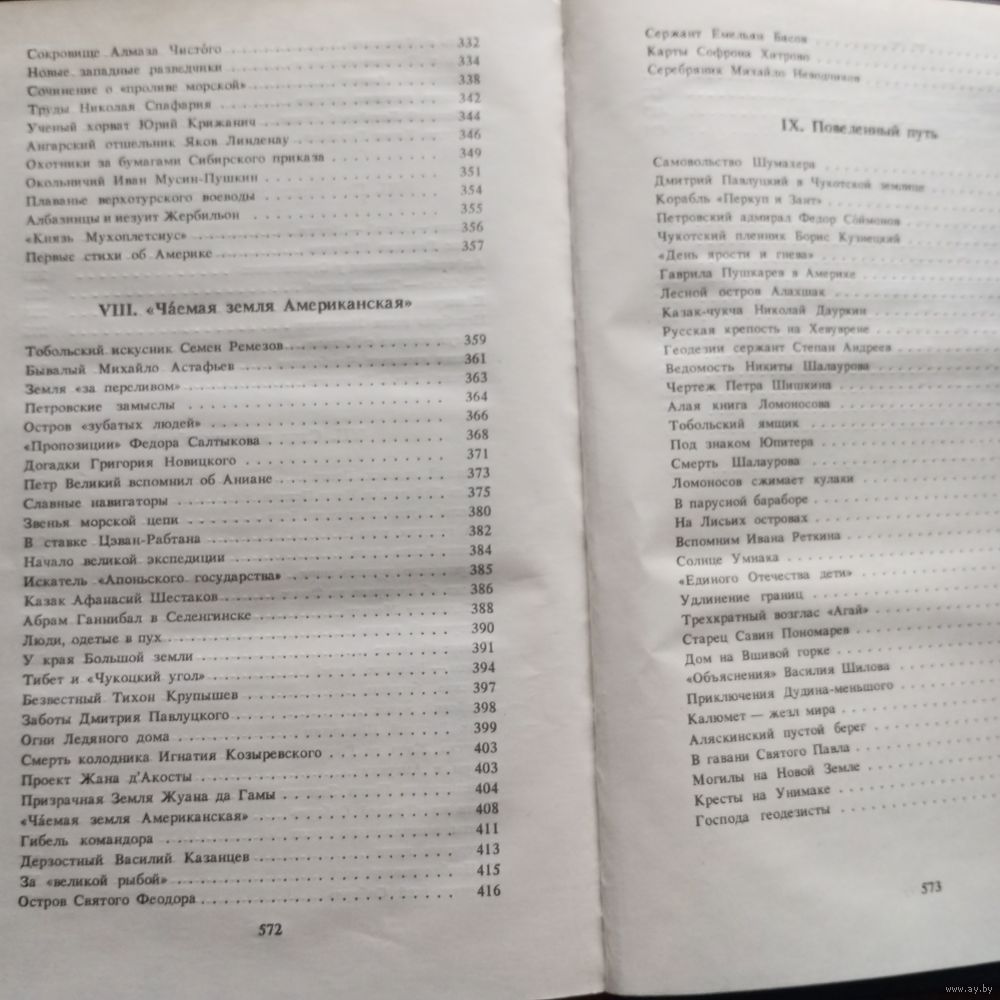 Сокровище Алмаза Чистóго 332
Новые западные разведчики 334
Сочинение о «проливе морской» 338
Труды Николая Спафария 342
Ученый хорват Юрий Крижанич 344
Ангарский отшельник Яков Линденау 346
Охотники за бумагами Сибирского приказа 349
Окольничий Иван Мусин-Пушкин 351
Плаванье верхотурского воеводы 354
Албазинцы и иезуит Жербильон 355
«Князь Мухоплетсиус» 356
Первые стихи об Америке 357
VIII. «Ча́емая земля Американская»
Тобольский искусник Семен Ремезов 359
Бывалый Михайло Астафьев 361
Земля «за переливом» 363
Петровские замыслы 364
Остров «зубатых людей» 366
«Пропозиции» Федора Салтыкова 368
Догадки Григория Новицкого 371
Петр Великий вспомнил об Аниане 373
Славные навигаторы 375
Звенья морской цепи 380
В ставке Цэван-Рабтана 382
Начало великой экспедиции 384
Искатель «Апоньского государства» 385
Казак Афанасий Шестаков 386
Абрам Ганнибал в Селенгинске 388
Люди, одетые в пух 390
У края Большой земли 391
Тибет и «Чукоцкий угол» 394
Безвестный Тихон Крупышев 397
Заботы Дмитрия Павлуцкого 398
Огни Ледяного дома 399
Смерть колодника Игнатия Козыревского 403
Проект Жана д'Акосты 403
Призрачная Земля Жуана да Гамы 404
«Ча́емая земля Американская» 408
Гибель командора 411
Дерзостный Василий Казанцев 413
За «великой рыбой» 415
Остров Святого Феодора 416
572
Сержант Емельян Басов
Карты Софрона Хитрово
Серебряник Михайло Неводчиков
IX. Повеленный путь
Самовольство Шумахера
Дмитрий Павлуцкий в Чукотской землице
Корабль «Перкуп и Зант»
Петровский адмирал Федор Соймонов
Чукотский пленник Борис Кузнецкий
«День ярости и гнева»
Гаврила Пушкарев в Америке
Лесной остров Алахшак
Казак-чукча Николай Дауркин
Русская крепость на Хевуврене
Геодезии сержант Степан Андреев
Ведомость Никиты Шалаурова
Чертеж Петра Шишкина
Алая книга Ломоносова
Тобольский ямщик
Под знаком Юпитера
Смерть Шалаурова
Ломоносов сжимает кулаки
В парусной бараборе
На Лисьих островах
Вспомним Ивана Реткина
Солнце Умнака
«Единого Отечества дети»
Удлинение границ
Трехкратный возглас «Агай»
Старец Савин Пономарев
Дом на Вшивой горке
«Объяснения» Василия Шилова
Приключения Дудина-меньшого
Калюмет — жезл мира
Аляскинский пустой берег
В гавани Святого Павла
Могилы на Новой Земле
Кресты на Унимаке
Господа геодезисты
573
www.ay.by